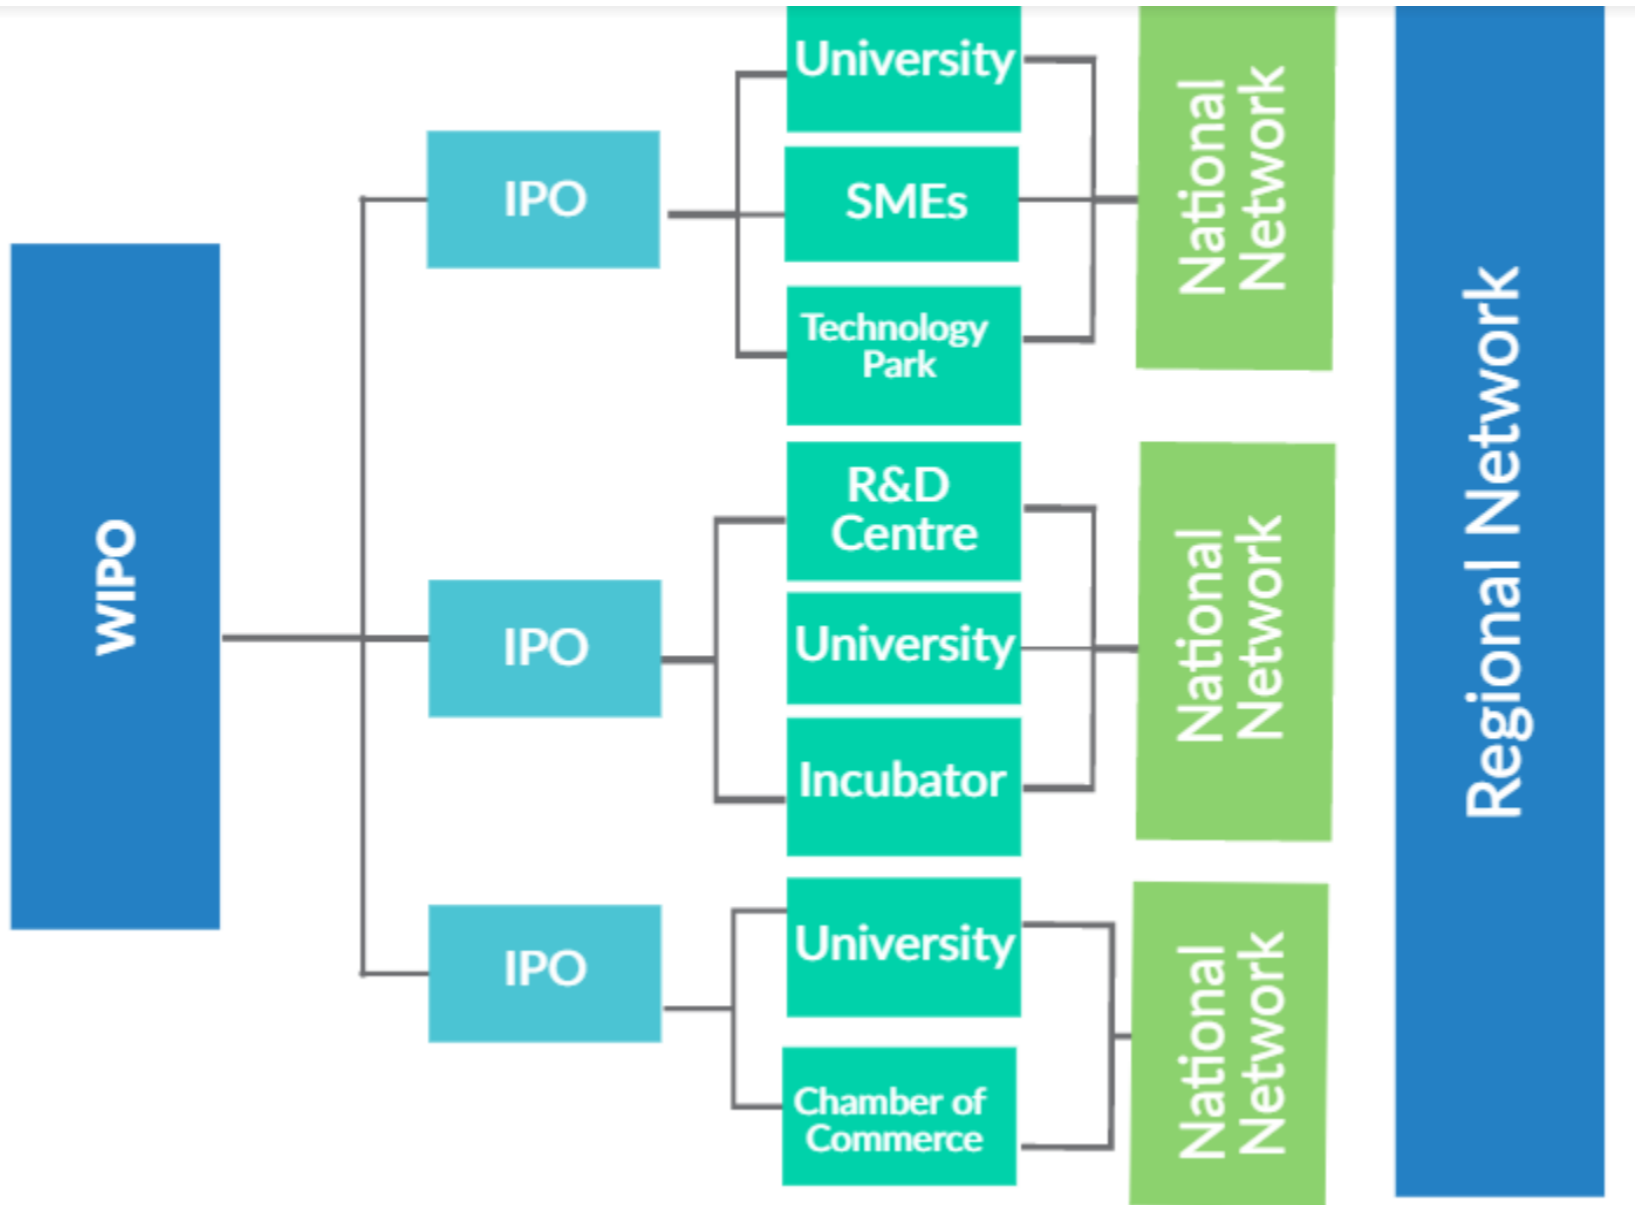 WIPO
IPO
University
SMEs
Technology
Park
National
Network
IPO
R&D
Centre
University
Incubator
National
Network
IPO
University
Chamber of
Commerce
National
Network
Regional Network